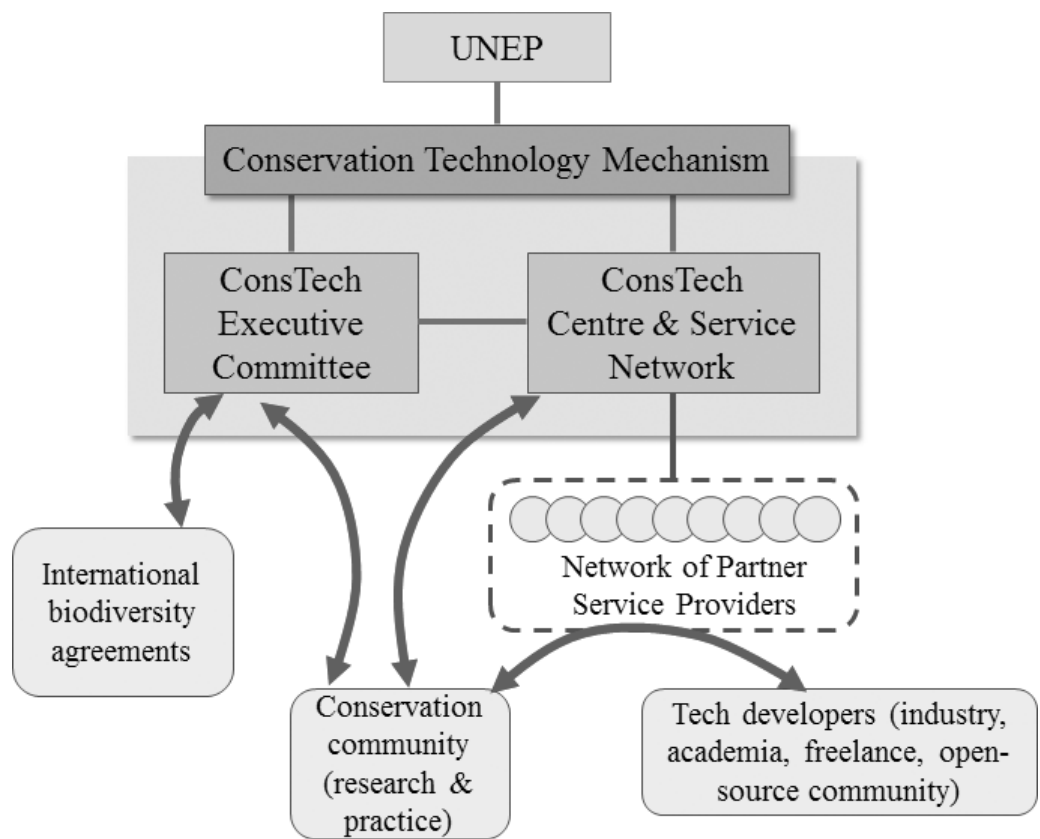 UNEP
Conservation Technology Mechanism
ConsTech
Executive
Committee
ConsTech
Centre & Service
Network
Network of Partner
Service Providers
International
biodiversity
agreements
Conservation
community
(research &
practice)
Tech developers (industry,
academia, freelance, open-
source community)